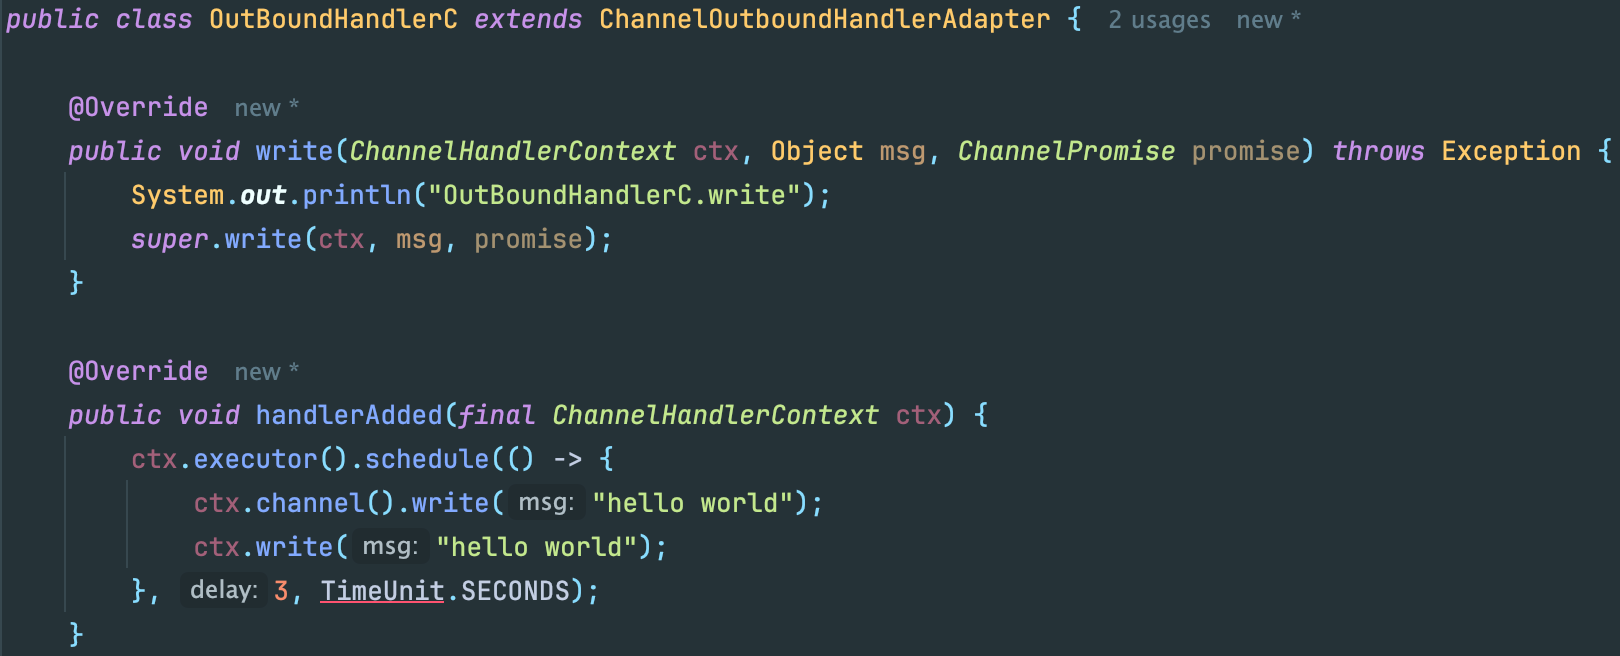 public class OutBoundHandlerC extends ChannelOutboundHandlerAdapter {  2 usages  new *
@Override  new *
public void write(ChannelHandlerContext ctx, Object msg, ChannelPromise promise) throws Exception {
System.out.println("OutBoundHandlerC.write");
super.write(ctx, msg, promise);
}
@Override  new *
public void handlerAdded(final ChannelHandlerContext ctx) {
ctx.executor().schedule(() -> {
ctx.channel().write( msg: "hello world");
ctx.write( msg: "hello world");
},  delay: 3, TimeUnit.SECONDS);
}